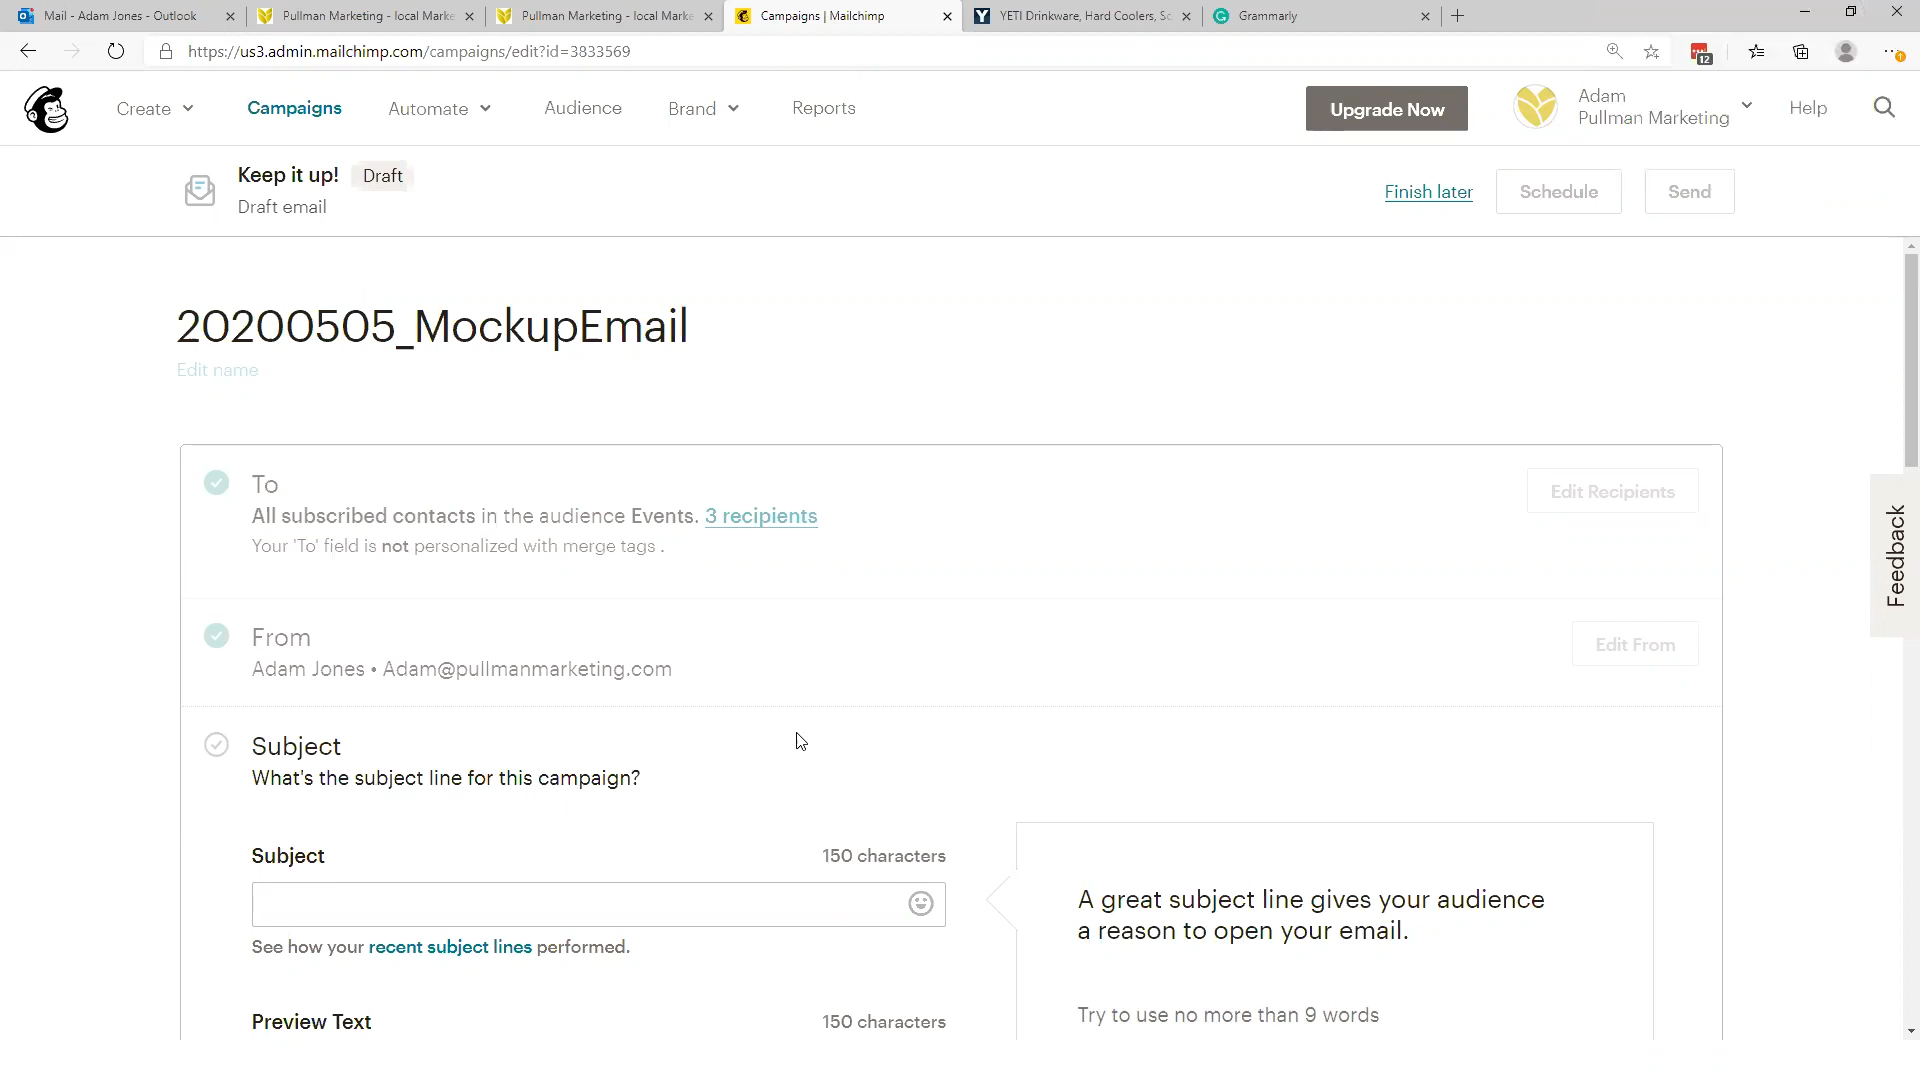 Mail - Adam Jones - Outlook
Pullman Marketing - local Marke
Pullman Marketing - local Marke
Campaigns | Mailchimp
YETI Drinkware, Hard Coolers, Sc
Grammarly
https://us3.admin.mailchimp.com/campaigns/edit?id=3833569
12
Create
Campaigns
Automate
Audience
Brand
Reports
Upgrade Now
Adam
Pullman Marketing
Help
Keep it up! Draft
Draft email
Finish later
Schedule
Send
20200505_MockupEmail
Edit name
To
All subscribed contacts in the audience Events. 3 recipients
Your 'To' field is not personalized with merge tags .
Edit Recipients
From
Adam Jones • Adam@pullmanmarketing.com
Edit From
Feedback
Subject
What's the subject line for this campaign?
Subject
150 characters
See how your recent subject lines performed.
A great subject line gives your audience
a reason to open your email.
Try to use no more than 9 words
Preview Text
150 characters